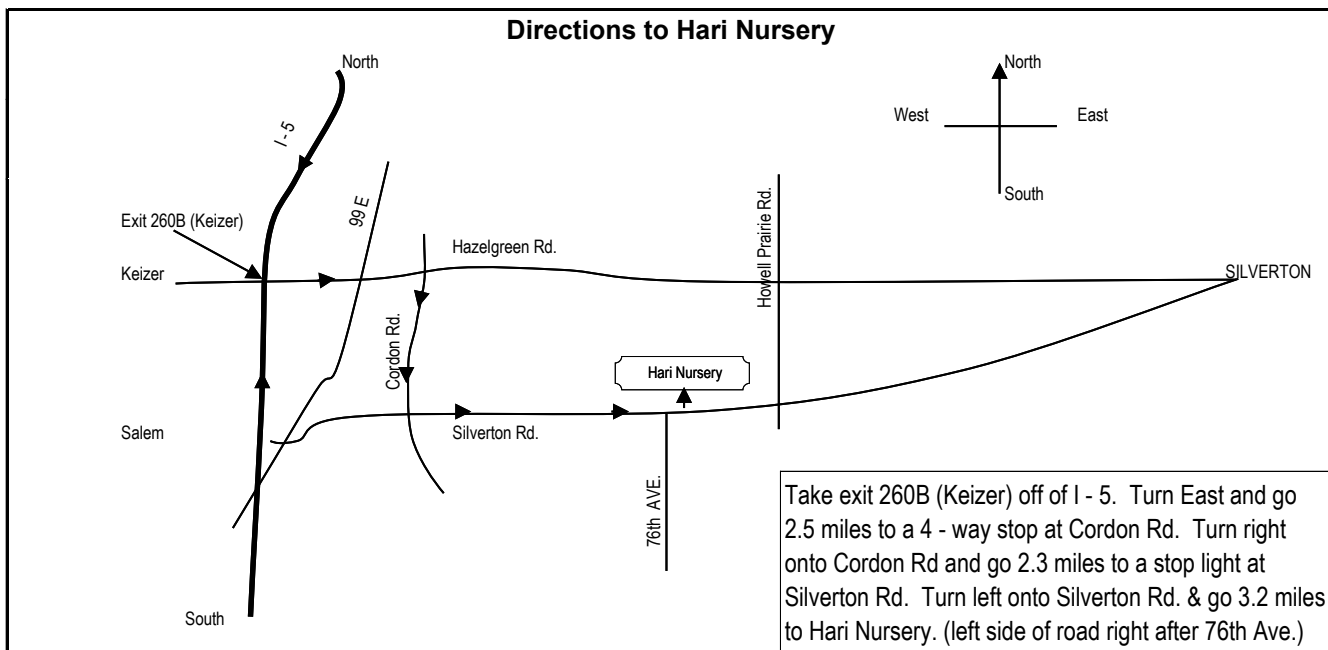 Directions to Hari Nursery
North
North
I - 5
West
East
South
99 E
Howell Prairie Rd.
Exit 260B (Keizer)
Hazelgreen Rd.
Keizer
SILVERTON
Cordon Rd.
Hari Nursery
Salem
Silverton Rd.
76th AVE.
South
Take exit 260B (Keizer) off of I - 5. Turn East and go
2.5 miles to a 4 - way stop at Cordon Rd. Turn right
onto Cordon Rd and go 2.3 miles to a stop light at
Silverton Rd. Turn left onto Silverton Rd. & go 3.2 miles
to Hari Nursery. (left side of road right after 76th Ave.)